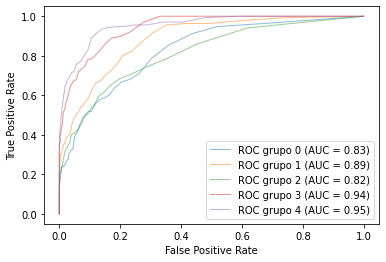 1.0
0.8
0.6
0.4
0.2
0.0
True Positive Rate
ROC grupo 0 (AUC = 0.83)
ROC grupo 1 (AUC = 0.89)
ROC grupo 2 (AUC = 0.82)
ROC grupo 3 (AUC = 0.94)
ROC grupo 4 (AUC = 0.95)
0.0 0.2 0.4 0.6 0.8 1.0
False Positive Rate